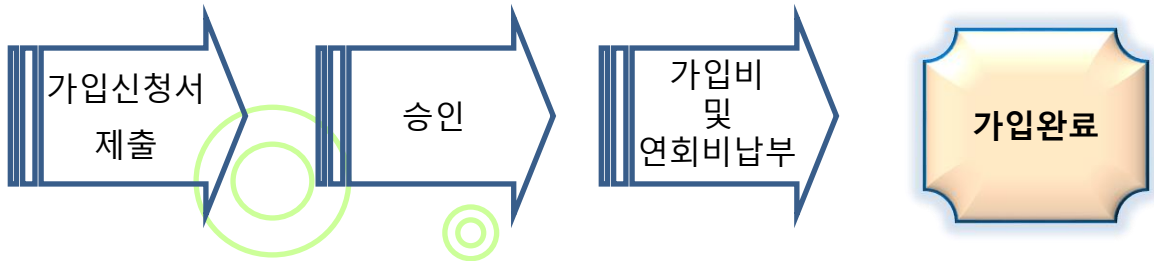 가입신청서
제출
승인
가입비
및
연회비납부
가입완료